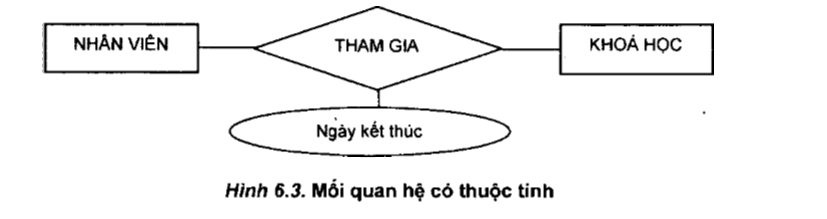 NHÂN VIÊN THAM GIA KHOÁ HỌC
Ngày kết thúc
Hình 6.3. Mối quan hệ có thuộc tính